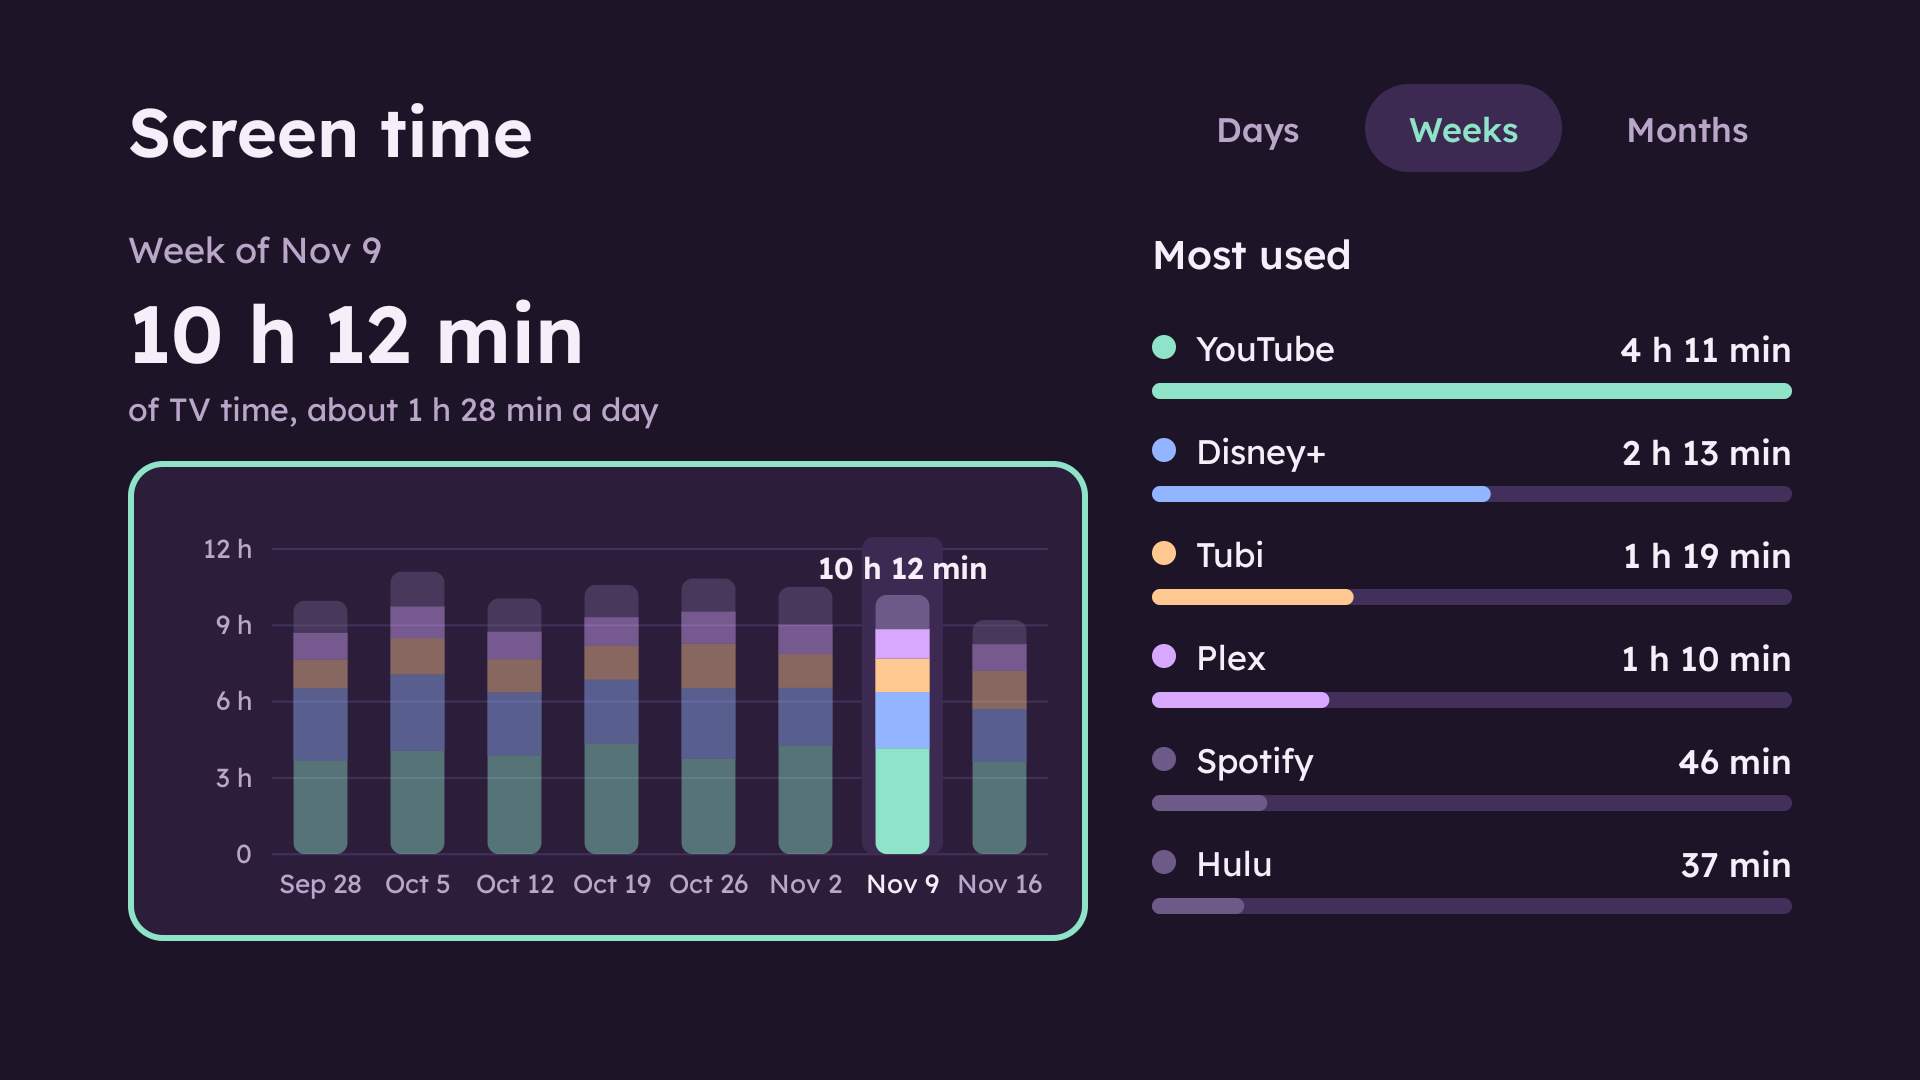 Screen time
Days
Weeks
Months
Week of Nov 9
10 h 12 min
of TV time, about 1 h 28 min a day
12 h
9 h
6 h
3 h
0
10 h 12 min
Sep 28
Oct 5
Oct 12
Oct 19
Oct 26
Nov 2
Nov 9
Nov 16
Most used
YouTube 4 h 11 min
Disney+ 2 h 13 min
Tubi 1 h 19 min
Plex 1 h 10 min
Spotify 46 min
Hulu 37 min